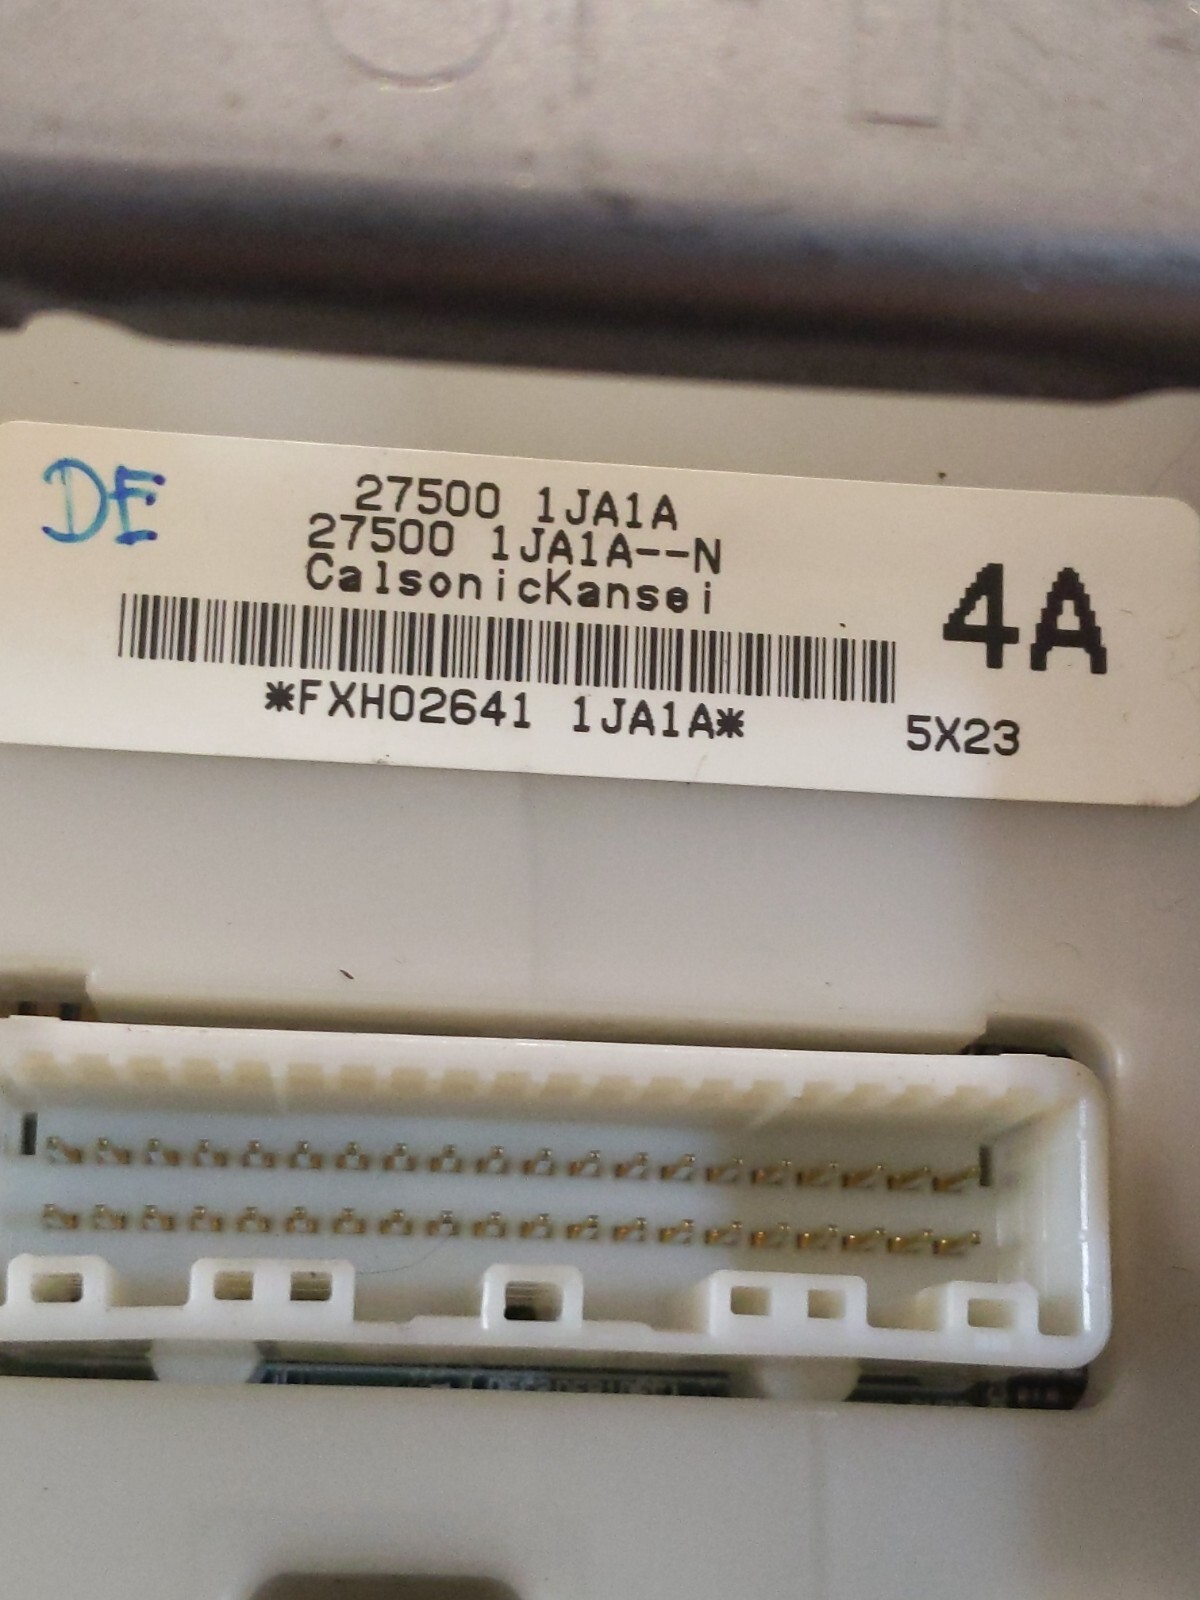 DE
27500 1JA1A
27500 1JA1A--N
CalsonicKansei
4A
*FXH02641 1JA1A*
5X23